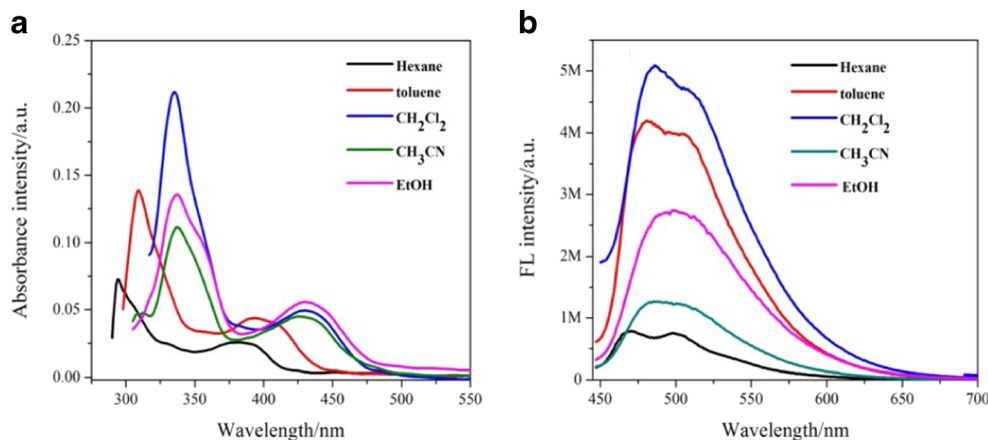 a
Absorbance intensity/a.u.
0.25
0.20
0.15
0.10
0.05
0.00
300
350
400
450
500
550
Wavelength/nm
Hexane
toluene
CH2Cl2
CH3CN
EtOH
b
FL intensity/a.u.
5M
4M
3M
2M
1M
0
450
500
550
600
650
700
Wavelength/nm
Hexane
toluene
CH2Cl2
CH3CN
EtOH